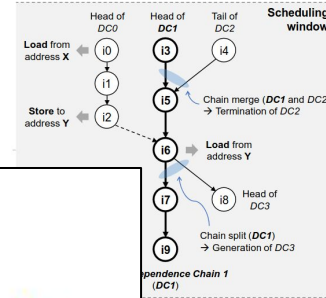 Head of
DC0
Head of
DC1
Tail of
DC2
Scheduling
window
Load from
address X
i0
i3
i4
i1
i5
Chain merge (DC1 and DC2
→ Termination of DC2
Store to
address Y
i2
i6
Load from
address Y
i7
i8
Head of
DC3
Chain split (DC1)
→ Generation of DC3
i9
ependence Chain 1
(DC1)